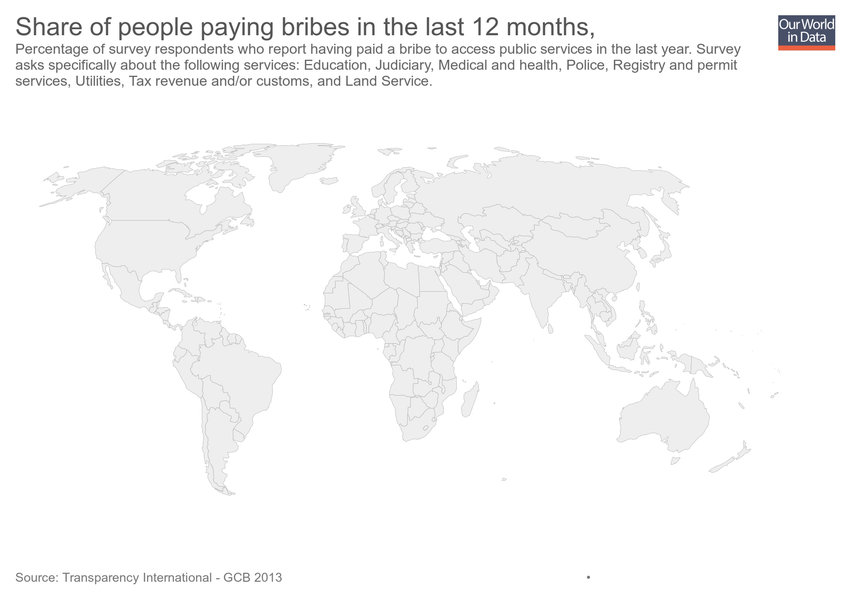 Share of people paying bribes in the last 12 months,
Percentage of survey respondents who report having paid a bribe to access public services in the last year. Survey
asks specifically about the following services: Education, Judiciary, Medical and health, Police, Registry and permit
services, Utilities, Tax revenue and/or customs, and Land Service.
Our World
in Data
Source: Transparency International - GCB 2013
•